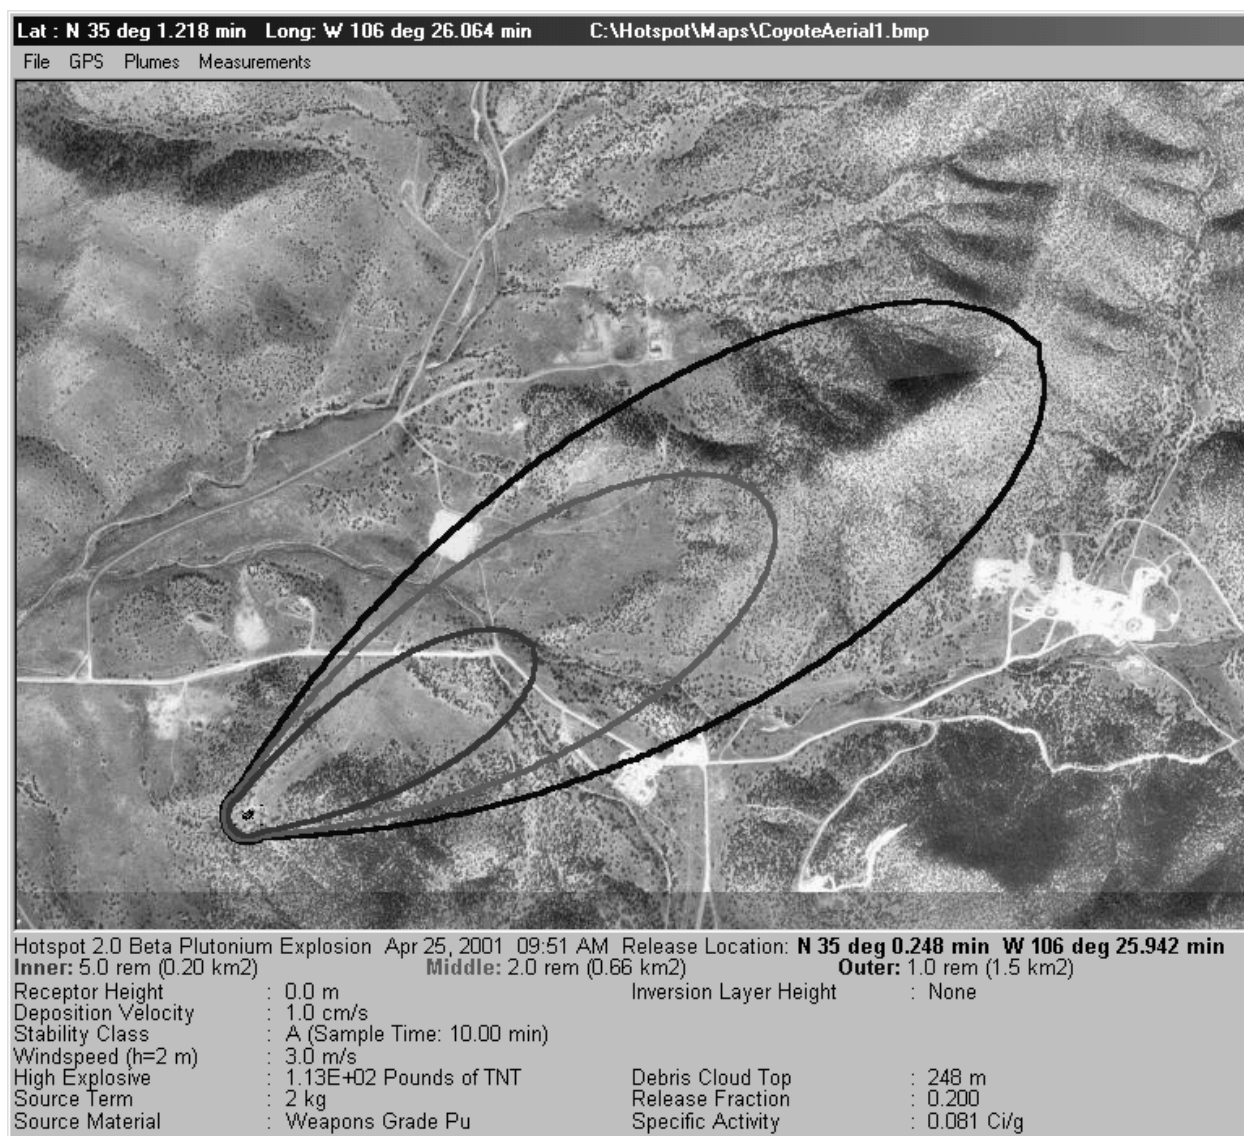 Lat : N 35 deg 1.218 min Long: W 106 deg 26.064 min C:\Hotspot\Maps\CoyoteAerial1.bmp
File GPS Plumes Measurements
Hotspot 2.0 Beta Plutonium Explosion Apr 25, 2001 09:51 AM Release Location: N 35 deg 0.248 min W 106 deg 25.942 min
Inner: 5.0 rem (0.20 km2) Middle: 2.0 rem (0.66 km2) Outer: 1.0 rem (1.5 km2)
Receptor Height : 0.0 m Inversion Layer Height : None
Deposition Velocity : 1.0 cm/s
Stability Class : A (Sample Time: 10.00 min)
Windspeed (h=2 m) : 3.0 m/s
High Explosive : 1.13E+02 Pounds of TNT Debris Cloud Top : 248 m
Source Term : 2 kg Release Fraction : 0.200
Source Material : Weapons Grade Pu Specific Activity : 0.081 Ci/g